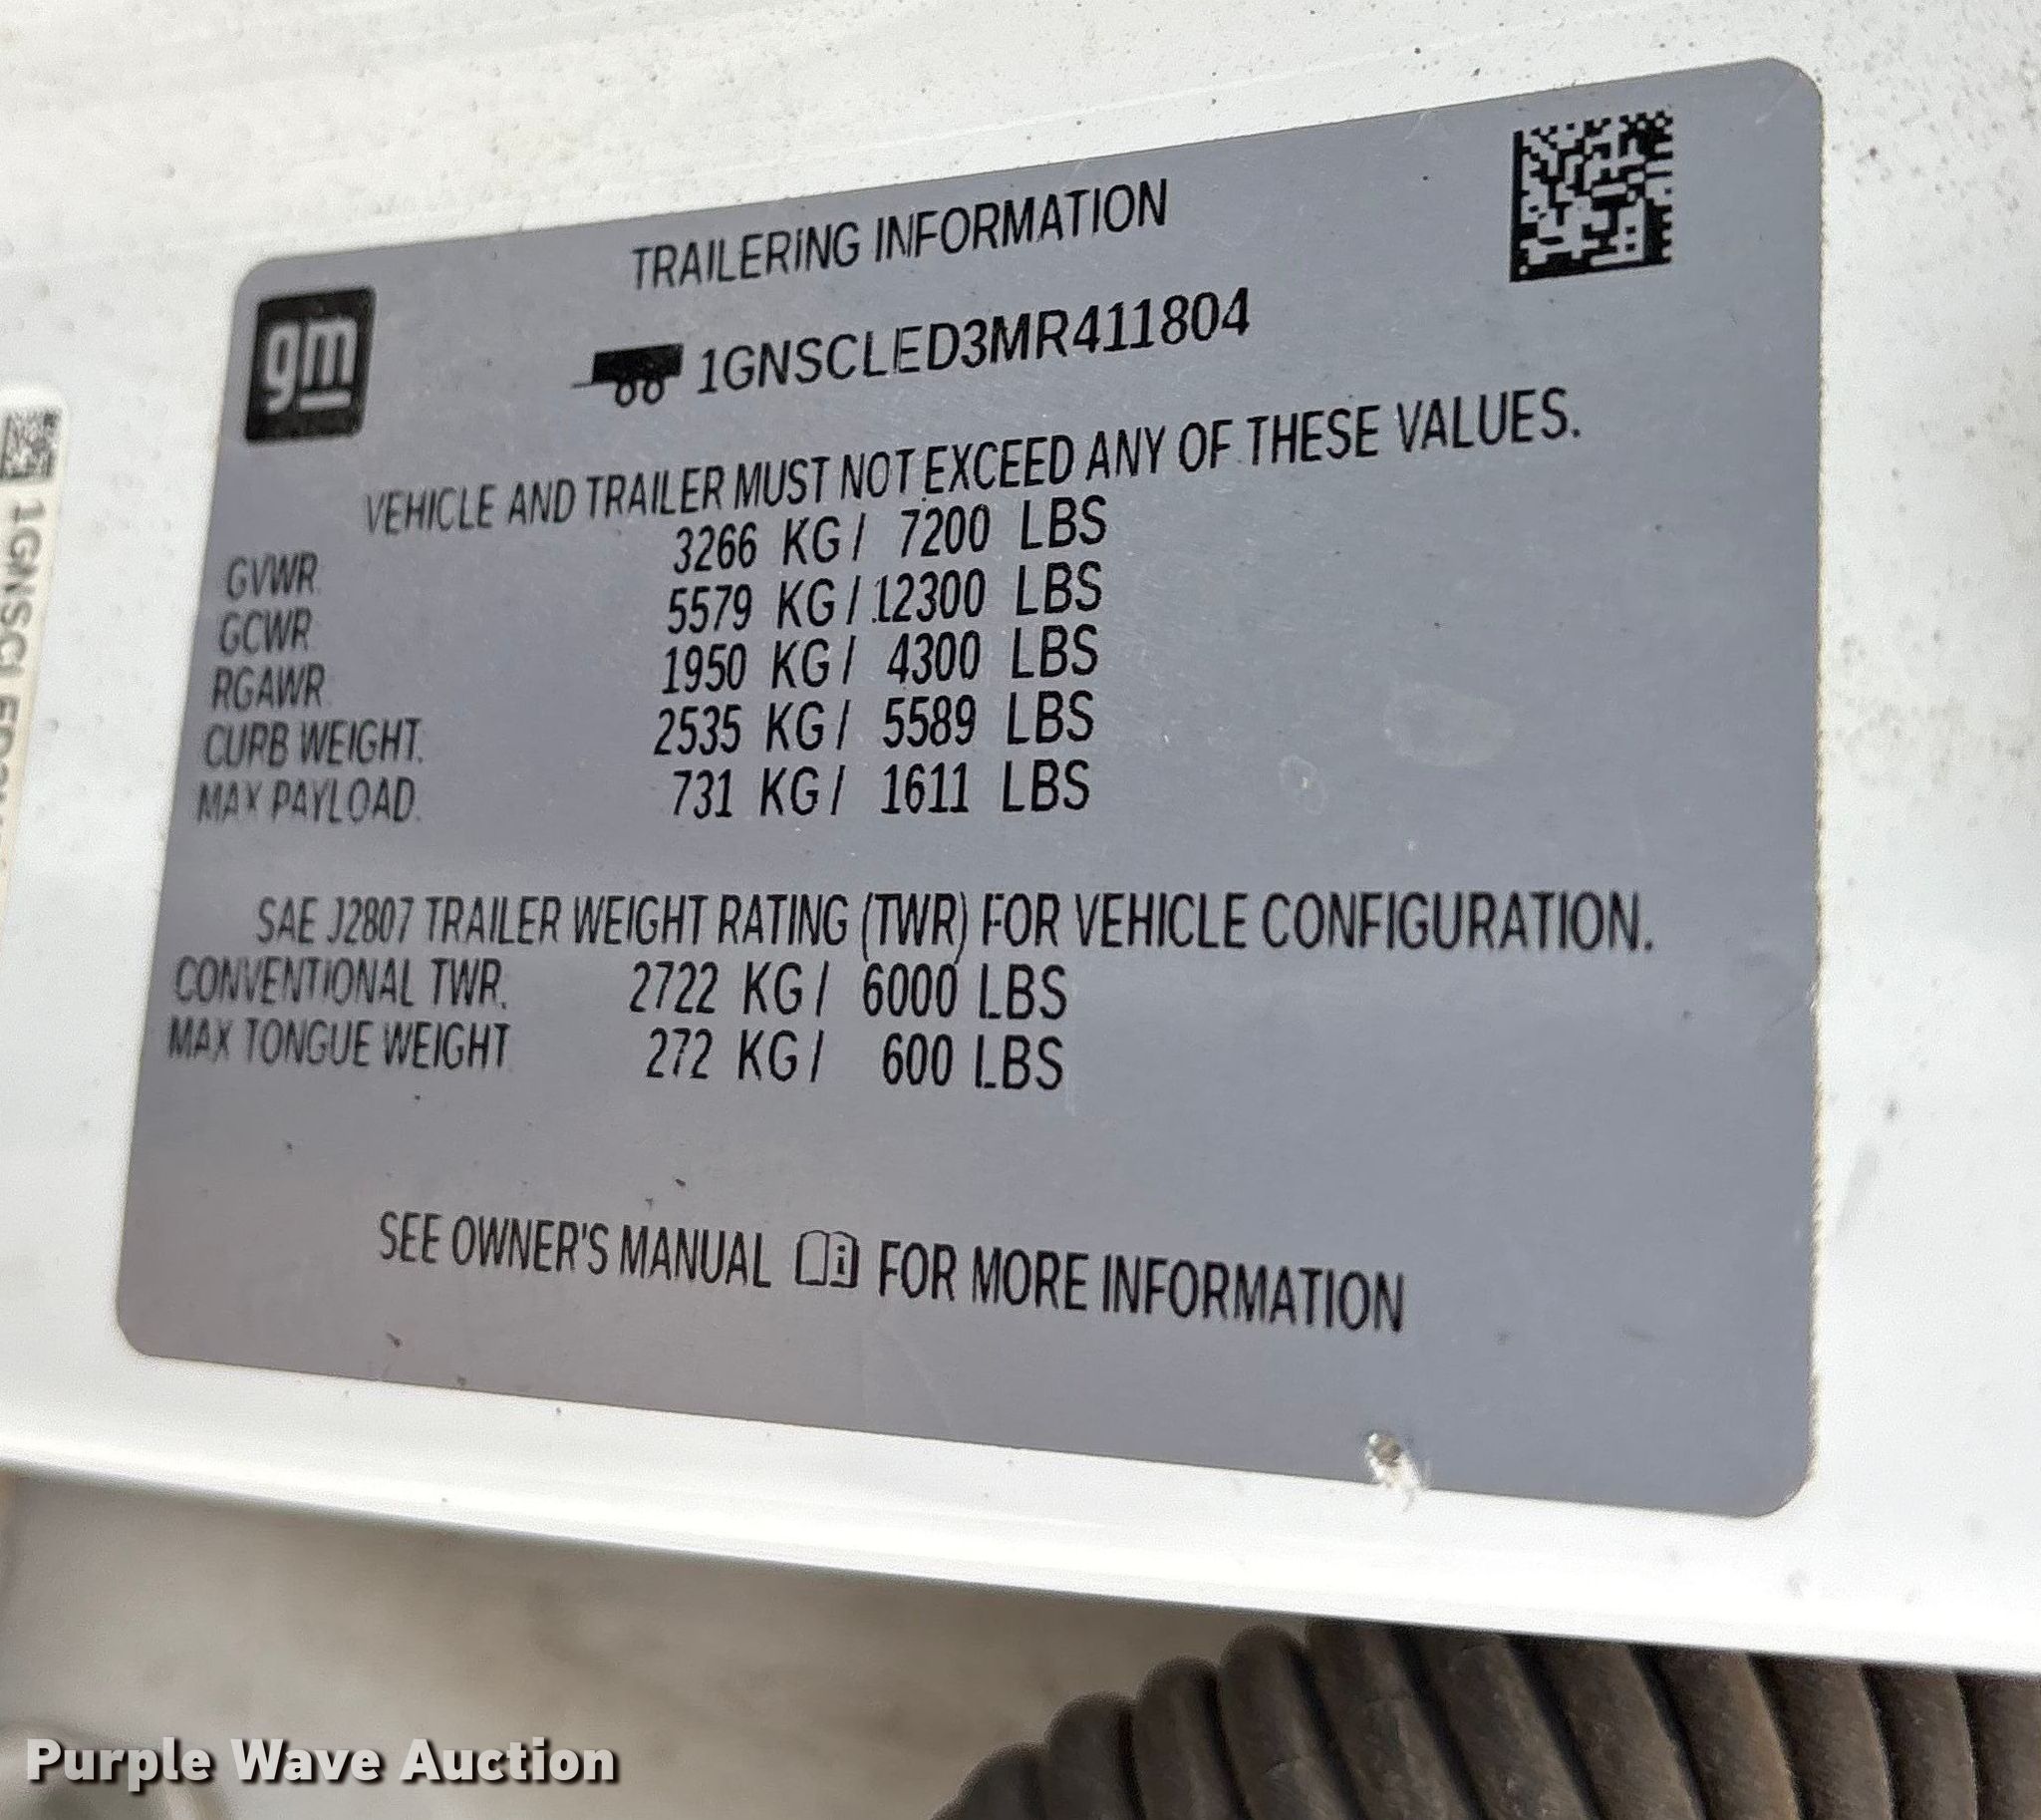 TRAILERING INFORMATION
gm
1GNSCLED3MR411804
VEHICLE AND TRAILER MUST NOT EXCEED ANY OF THESE VALUES.
GVWR 3266 KG/ 7200 LBS
GCWR 5579 KG/12300 LBS
RGAWR 1950 KG/ 4300 LBS
CURB WEIGHT 2535 KG/ 5589 LBS
MAX PAYLOAD 731 KG/ 1611 LBS
SAE J2807 TRAILER WEIGHT RATING (TWR) FOR VEHICLE CONFIGURATION.
CONVENTIONAL TWR. 2722 KG/ 6000 LBS
MAX TONGUE WEIGHT 272 KG/ 600 LBS
SEE OWNER'S MANUAL FOR MORE INFORMATION
Purple Wave Auction